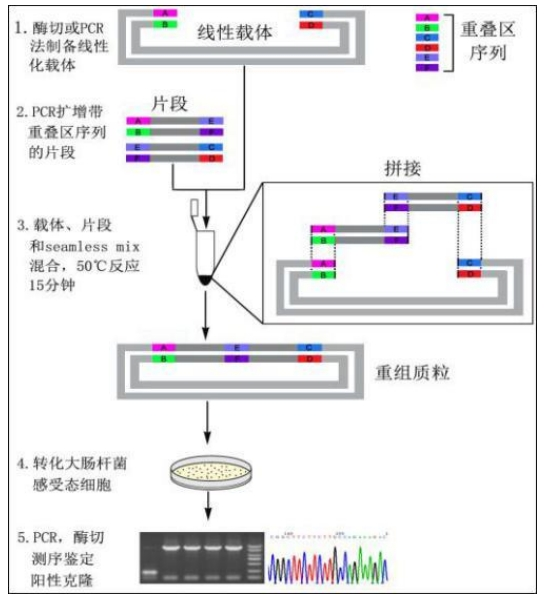 1. 酶切或PCR
法制备线性
化载体
A
B
线性载体
C
D
A
B
C
D
E
F
重叠区
序列
2. PCR扩增带
重叠区序列
的片段
片段
A E
B F
E C
F D
拼接
E C
F D
A E
B F
A C
B D
3. 载体、片段
和seamless mix
混合，50℃反应
15分钟
A E C
B F D
重组质粒
4. 转化大肠杆菌
感受态细胞
5. PCR，酶切
测序鉴定
阳性克隆